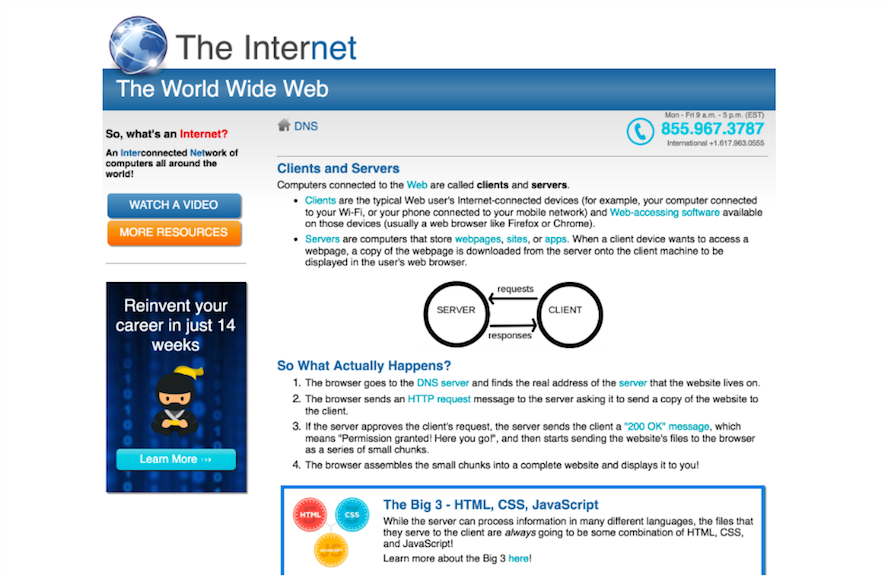 The Internet
The World Wide Web
So, what's an Internet?
An Interconnected Network of
computers all around the
world!
WATCH A VIDEO
MORE RESOURCES
Reinvent your
career in just 14
weeks
Learn More
DNS
Mon - Fri 9 a.m. - 5 p.m. (EST)
855.967.3787
International +1.617.963.0555
Clients and Servers
Computers connected to the Web are called clients and servers.
• Clients are the typical Web user's Internet-connected devices (for example, your computer connected
to your Wi-Fi, or your phone connected to your mobile network) and Web-accessing software available
on those devices (usually a web browser like Firefox or Chrome).
• Servers are computers that store webpages, sites, or apps. When a client device wants to access a
webpage, a copy of the webpage is downloaded from the server onto the client machine to be
displayed in the user's web browser.
requests
SERVER
CLIENT
responses
So What Actually Happens?
1. The browser goes to the DNS server and finds the real address of the server that the website lives on.
2. The browser sends an HTTP request message to the server asking it to send a copy of the website to
the client.
3. If the server approves the client's request, the server sends the client a "200 OK" message, which
means "Permission granted! Here you go!", and then starts sending the website's files to the browser
as a series of small chunks.
4. The browser assembles the small chunks into a complete website and displays it to you!
HTML
CSS
The Big 3 - HTML, CSS, JavaScript
While the server can process information in many different languages, the files that
they serve to the client are always going to be some combination of HTML, CSS,
and JavaScript!
Learn more about the Big 3 here!